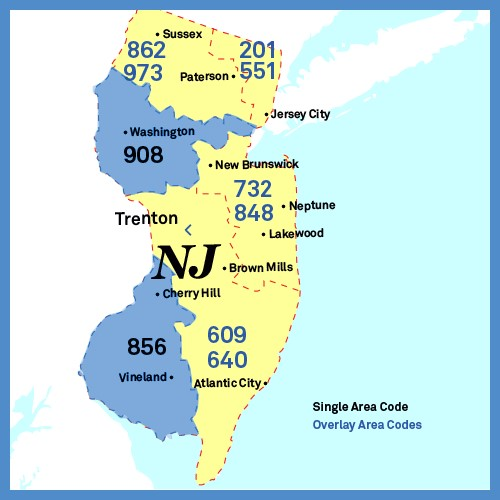 Sussex
862
973
201
551
Paterson
Jersey City
Washington
908
New Brunswick
732
848
Neptune
Trenton
Lakewood
NJ
Brown Mills
Cherry Hill
609
640
856
Vineland
Atlantic City
Single Area Code
Overlay Area Codes